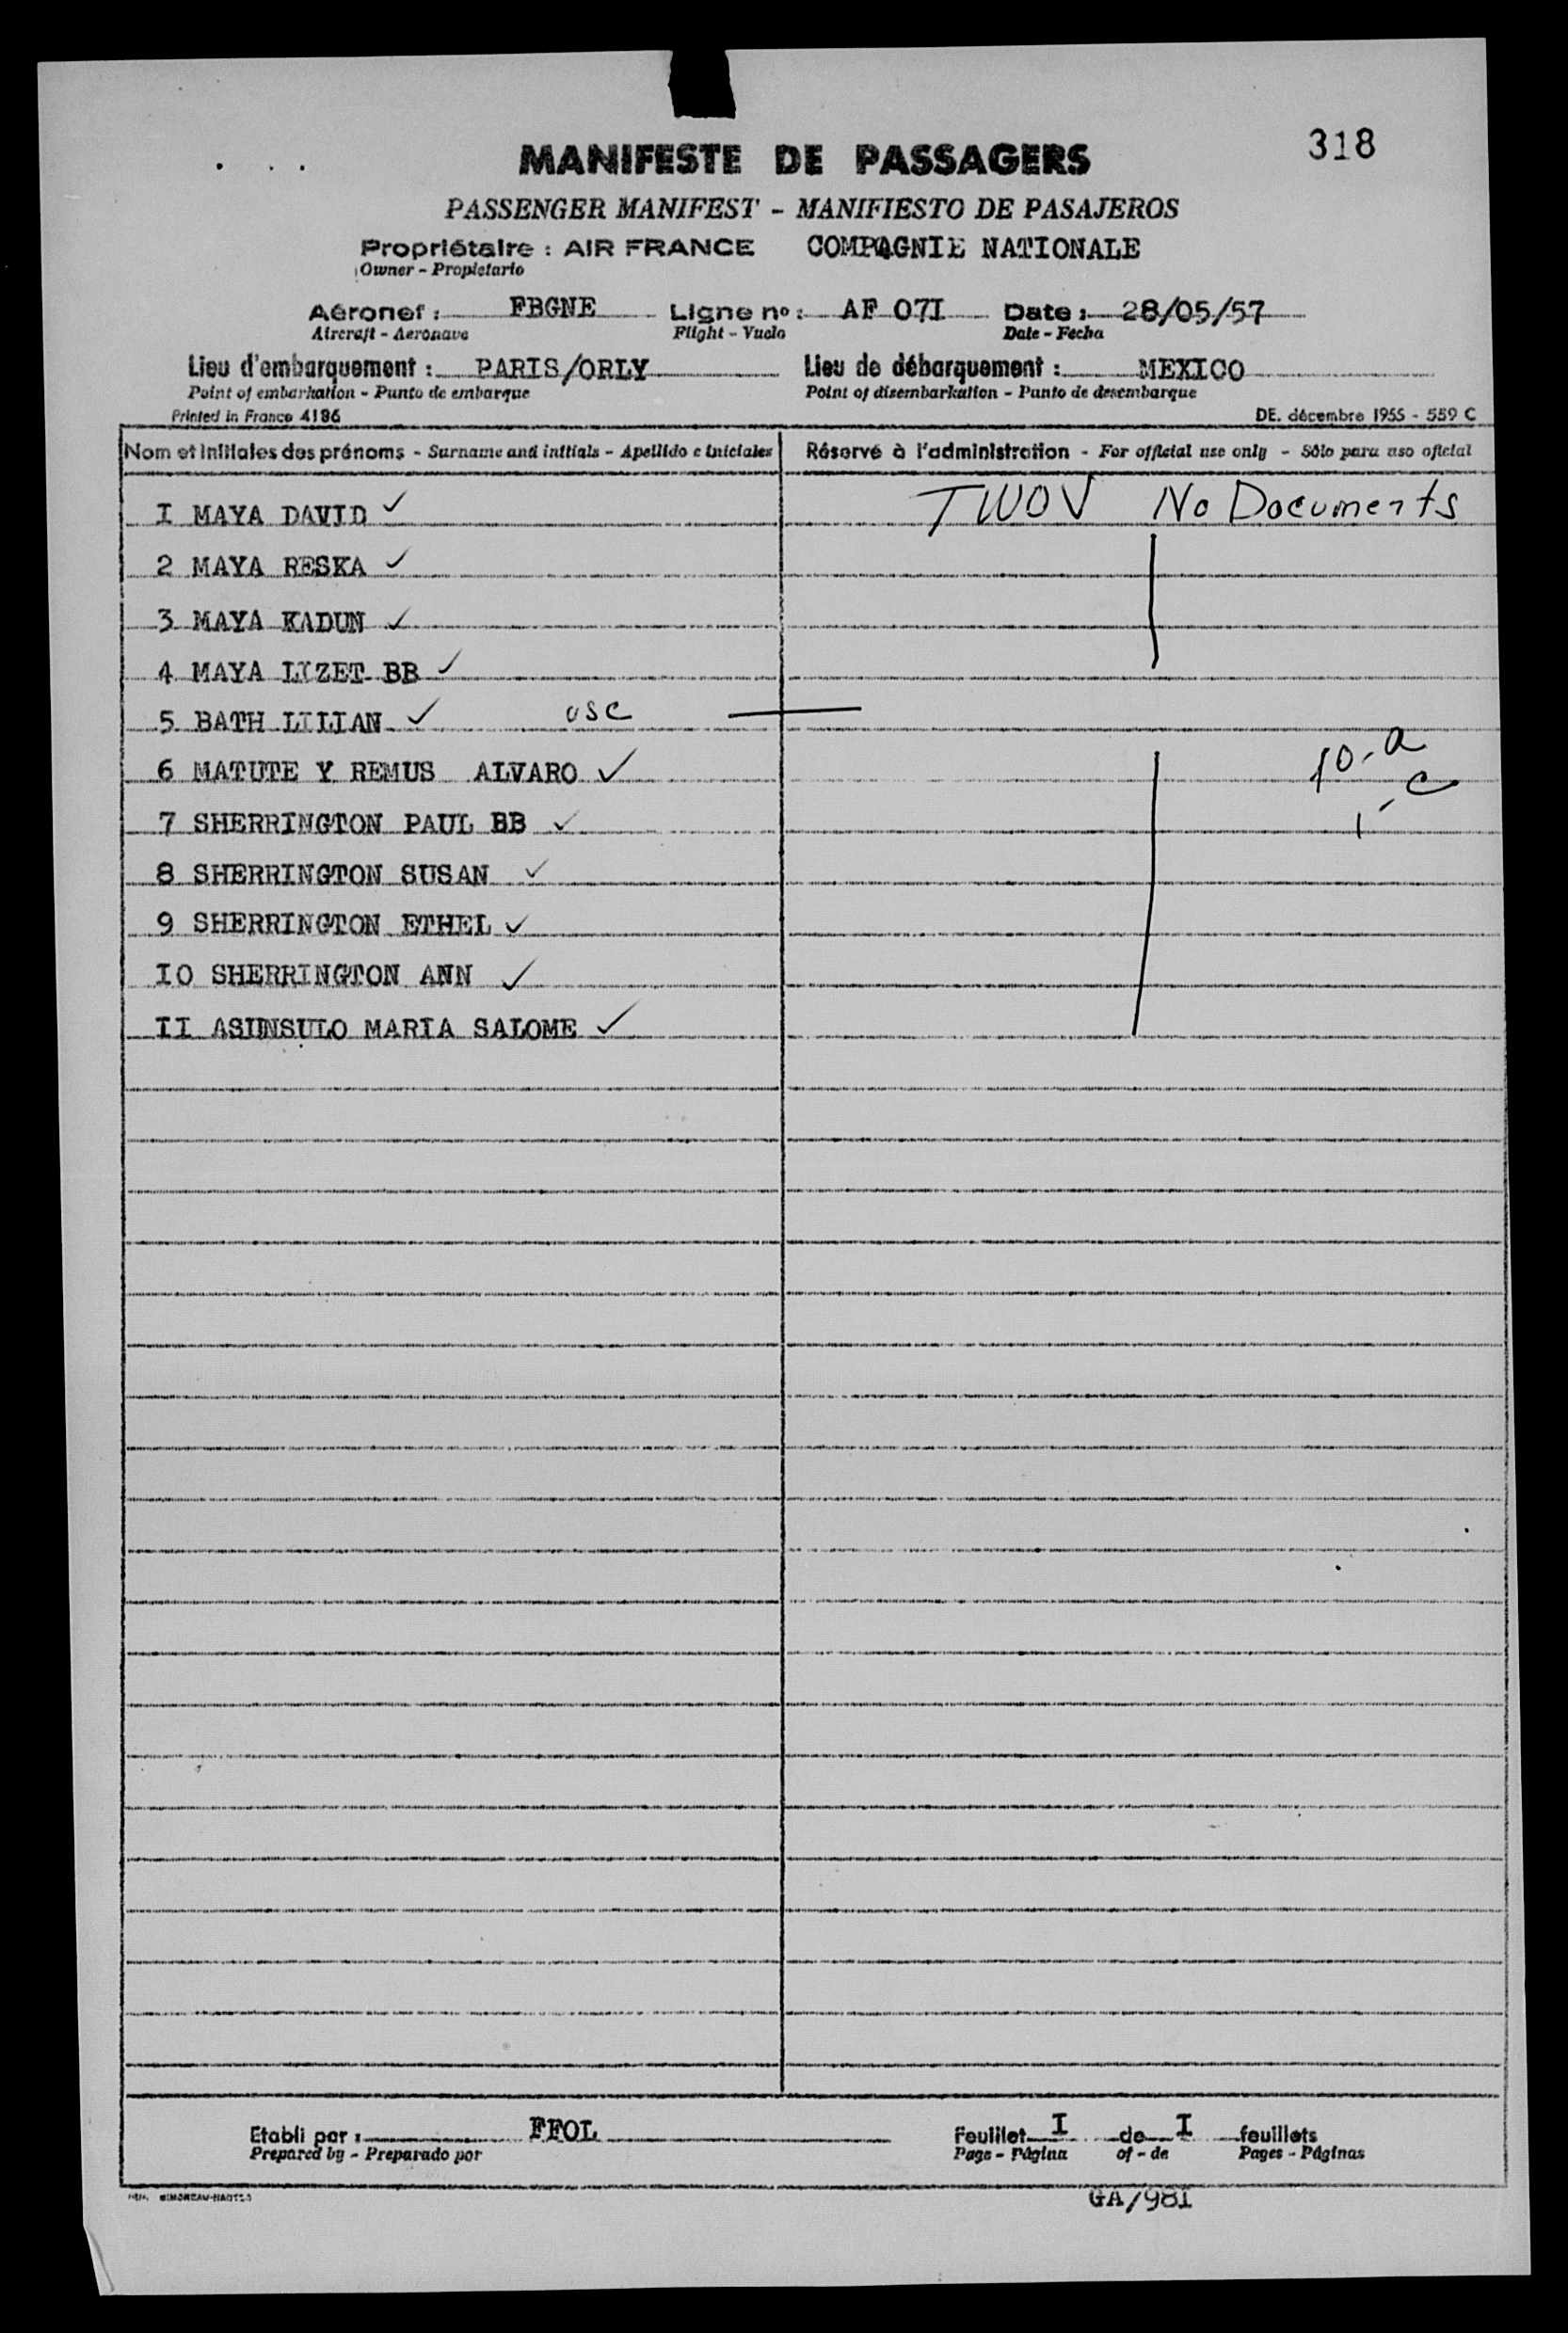 318
MANIFESTE DE PASSAGERS
PASSENGER MANIFEST - MANIFIESTO DE PASAJEROS
Propriétaire : AIR FRANCE COMPAGNIE NATIONALE
Owner - Propietario
Aéronef : FBGNE Ligne nº : AF 07I Date : 28/05/57
Aircraft - Aeronave Flight - Vuelo Date - Fecha
Lieu d'embarquement : PARIS/ORLY Lieu de débarquement : MEXICO
Point of embarkation - Punto de embarque Point of disembarkation - Punto de desembarque
Printed in France 4186 DE. décembre 1955 - 559 C
Nom et initiales des prénoms - Surname and initials - Apellido e iniciales Réservé à l'administration - For official use only - Sólo para uso oficial
I MAYA DAVID ✓ TWOV No Documents
2 MAYA RESKA ✓
3 MAYA KADUN ✓
4 MAYA LIZET BB ✓
5 BATH LILIAN ✓ USC
6 MATUTE Y REMUS ALVARO ✓ 10-a
7 SHERRINGTON PAUL BB ✓ 1-c
8 SHERRINGTON SUSAN ✓
9 SHERRINGTON ETHEL ✓
IO SHERRINGTON ANN ✓
II ASUNSULO MARIA SALOME ✓
Etabli par : FFOL Feuillet I de I feuillets
Prepared by - Preparado por Page - Página of - de Pages - Páginas
GA/98I